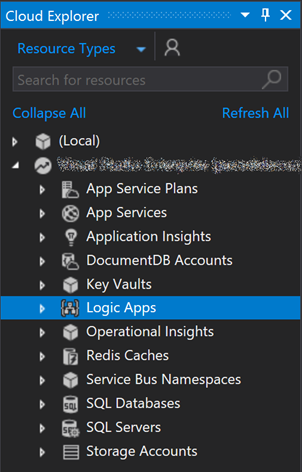 Cloud Explorer
Resource Types
Search for resources
Collapse All Refresh All
(Local)
App Service Plans
App Services
Application Insights
DocumentDB Accounts
Key Vaults
Logic Apps
Operational Insights
Redis Caches
Service Bus Namespaces
SQL Databases
SQL Servers
Storage Accounts